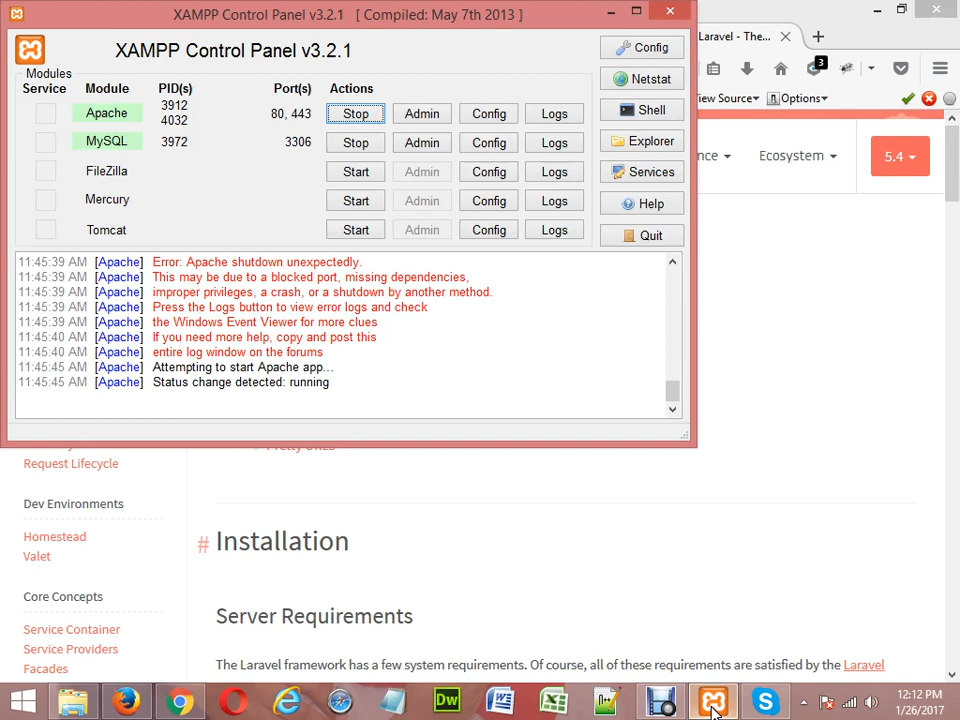 XAMPP Control Panel v3.2.1 [ Compiled: May 7th 2013 ]
XAMPP Control Panel v3.2.1
Config
Modules
Service Module PID(s) Port(s) Actions
Netstat
Apache 3912 4032 80, 443 Stop Admin Config Logs
Shell
MySQL 3972 3306 Stop Admin Config Logs
Explorer
FileZilla Start Admin Config Logs
Services
Mercury Start Admin Config Logs
Help
Tomcat Start Admin Config Logs
Quit
11:45:39 AM [Apache] Error: Apache shutdown unexpectedly.
11:45:39 AM [Apache] This may be due to a blocked port, missing dependencies,
11:45:39 AM [Apache] improper privileges, a crash, or a shutdown by another method.
11:45:39 AM [Apache] Press the Logs button to view error logs and check
11:45:39 AM [Apache] the Windows Event Viewer for more clues
11:45:40 AM [Apache] If you need more help, copy and post this
11:45:40 AM [Apache] entire log window on the forums
11:45:45 AM [Apache] Attempting to start Apache app...
11:45:45 AM [Apache] Status change detected: running
Laravel - The...
3
iew Source Options
nce Ecosystem 5.4
Request Lifecycle
Dev Environments
Homestead
Valet
Core Concepts
Service Container
Service Providers
Facades
# Installation
Server Requirements
The Laravel framework has a few system requirements. Of course, all of these requirements are satisfied by the Laravel
Dw
12:12 PM
1/26/2017